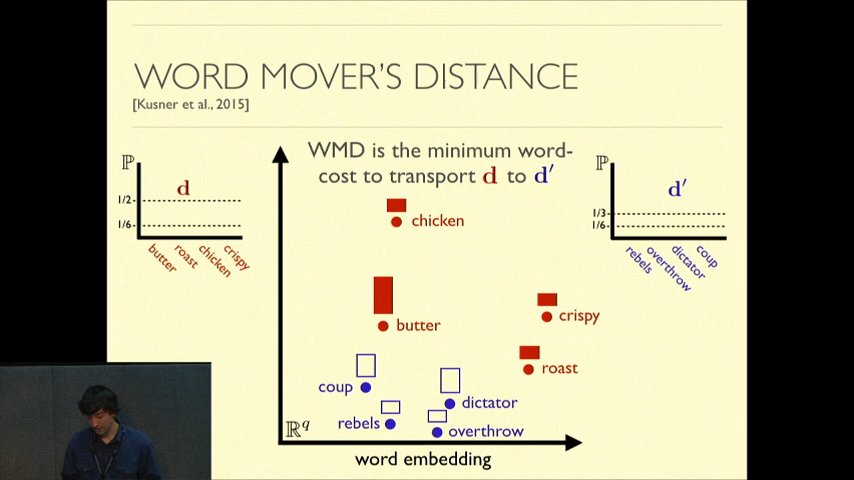 WORD MOVER'S DISTANCE
[Kusner et al., 2015]
WMD is the minimum word-
cost to transport d to d′
ℙ
d
1/2
1/6
butter
roast
chicken
crispy
ℙ
d′
1/3
1/6
rebels
overthrow
dictator
coup
chicken
butter
crispy
roast
coup
dictator
rebels
overthrow
ℝq
word embedding